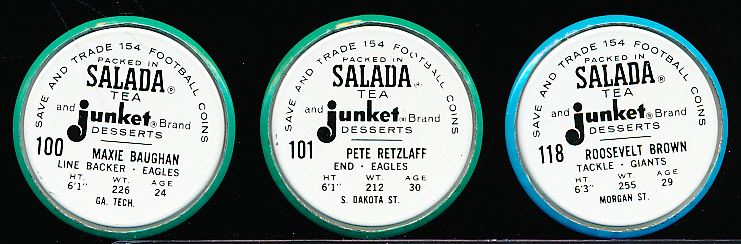 SAVE AND TRADE 154 FOOTBALL COINS
PACKED IN
SALADA®
TEA
and junket® Brand
DESSERTS
100
MAXIE BAUGHAN
LINE BACKER · EAGLES
HT. WT. AGE
6'1" 226 24
GA. TECH.
SAVE AND TRADE 154 FOOTBALL COINS
PACKED IN
SALADA®
TEA
and junket® Brand
DESSERTS
101
PETE RETZLAFF
END · EAGLES
HT. WT. AGE
6'1" 212 30
S. DAKOTA ST.
SAVE AND TRADE 154 FOOTBALL COINS
PACKED IN
SALADA®
TEA
and junket® Brand
DESSERTS
118
ROOSEVELT BROWN
TACKLE · GIANTS
HT. WT. AGE
6'3" 255 29
MORGAN ST.